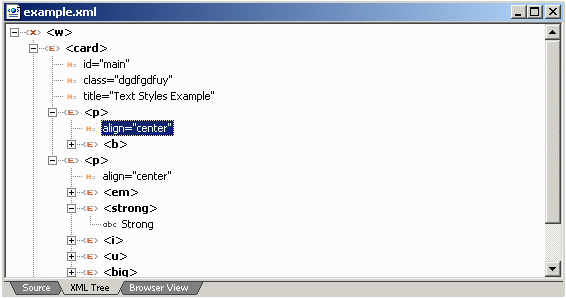 example.xml
<w>
<card>
id="main"
class="dgdfgdfuy"
title="Text Styles Example"
<p>
align="center"
<b>
<p>
align="center"
<em>
<strong>
abc Strong
<i>
<u>
<big>
Source XML Tree Browser View